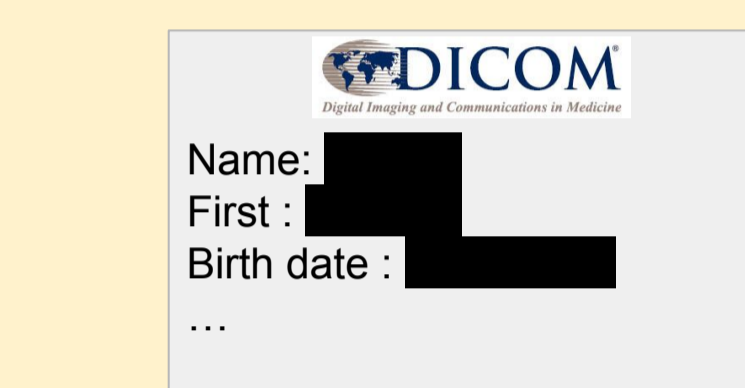 DICOM®
Digital Imaging and Communications in Medicine
Name:
First :
Birth date :
…